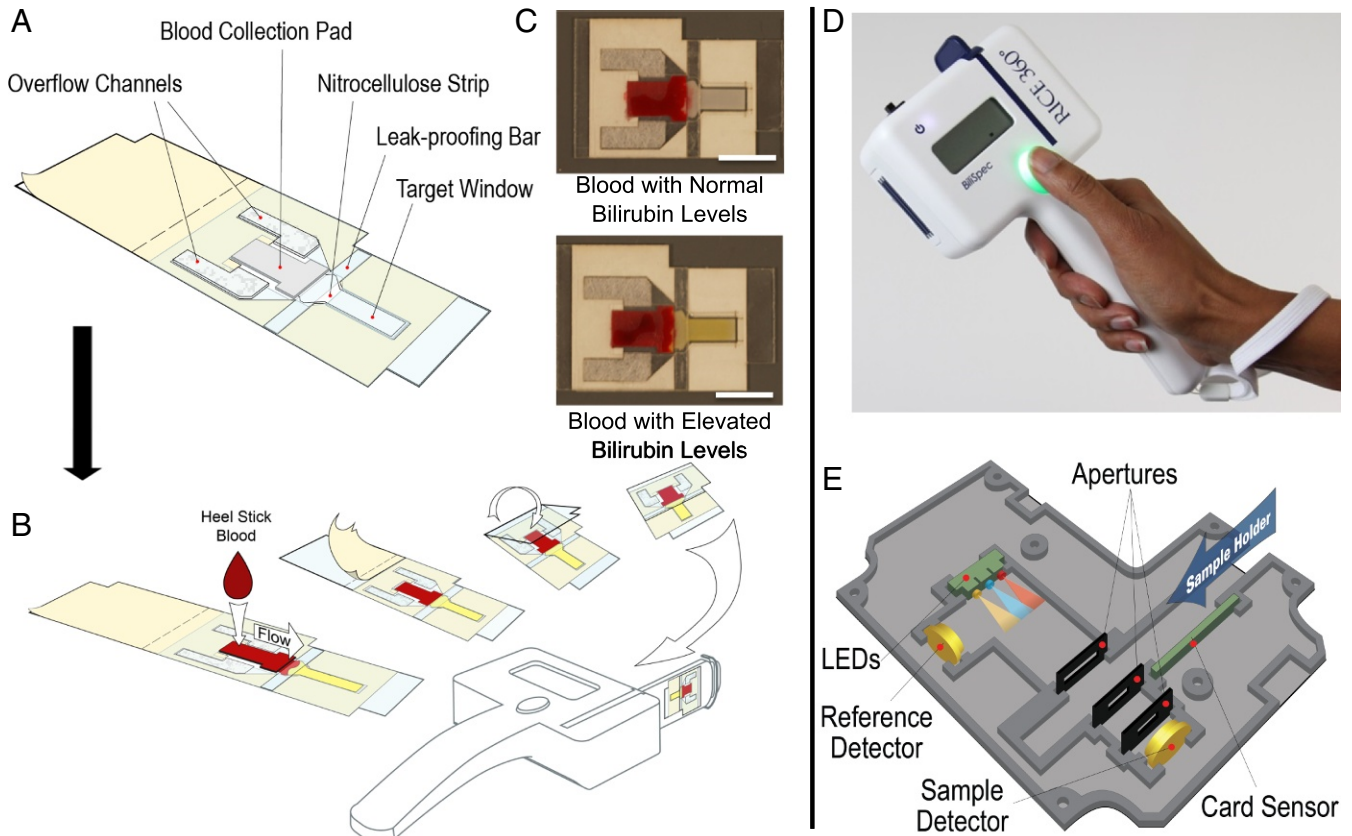 A
Blood Collection Pad
Overflow Channels
Nitrocellulose Strip
Leak-proofing Bar
Target Window
C
Blood with Normal
Bilirubin Levels
Blood with Elevated
Bilirubin Levels
B
Heel Stick
Blood
Flow
D
RICE 360°
BiliSpec
E
Apertures
Sample Holder
LEDs
Reference
Detector
Sample
Detector
Card Sensor